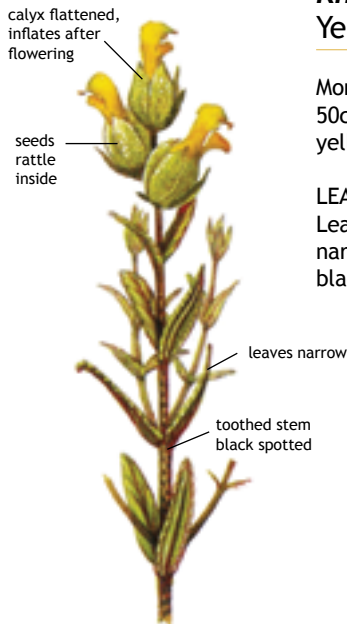 calyx flattened,
inflates after
flowering
seeds
rattle
inside
leaves narrow
toothed stem
black spotted
Ye
Mor
50c
yel
LEA
Lea
nar
bla